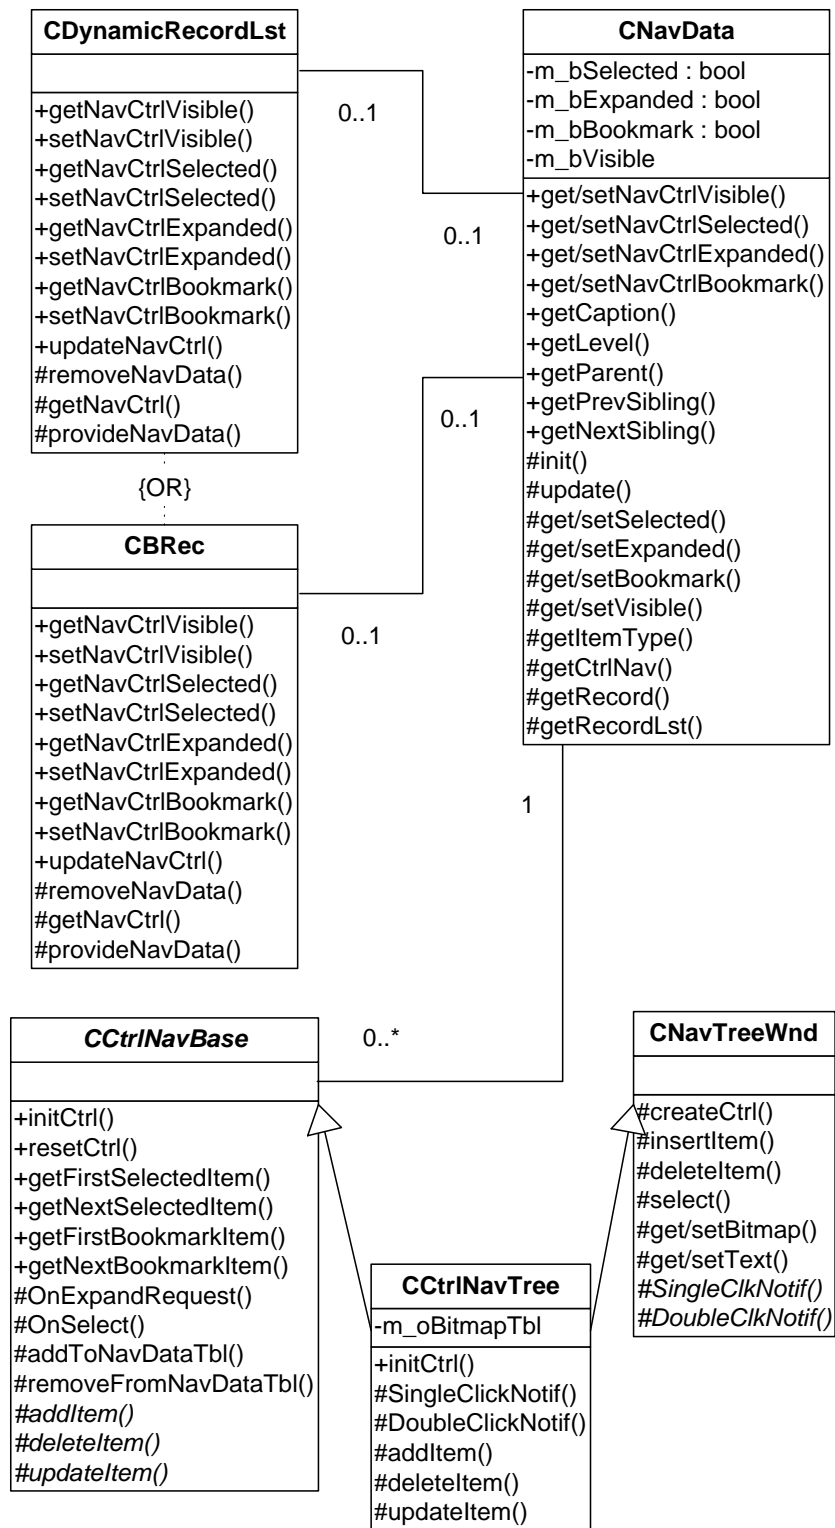 CDynamicRecordLst
+getNavCtrlVisible()
+setNavCtrlVisible()
+getNavCtrlSelected()
+setNavCtrlSelected()
+getNavCtrlExpanded()
+setNavCtrlExpanded()
+getNavCtrlBookmark()
+setNavCtrlBookmark()
+updateNavCtrl()
#removeNavData()
#getNavCtrl()
#provideNavData()
0..1
0..1
CNavData
-m_bSelected : bool
-m_bExpanded : bool
-m_bBookmark : bool
-m_bVisible
+get/setNavCtrlVisible()
+get/setNavCtrlSelected()
+get/setNavCtrlExpanded()
+get/setNavCtrlBookmark()
+getCaption()
+getLevel()
+getParent()
+getPrevSibling()
+getNextSibling()
#init()
#update()
#get/setSelected()
#get/setExpanded()
#get/setBookmark()
#get/setVisible()
#getItemType()
#getCtrlNav()
#getRecord()
#getRecordLst()
{OR}
0..1
0..1
CBRec
+getNavCtrlVisible()
+setNavCtrlVisible()
+getNavCtrlSelected()
+setNavCtrlSelected()
+getNavCtrlExpanded()
+setNavCtrlExpanded()
+getNavCtrlBookmark()
+setNavCtrlBookmark()
+updateNavCtrl()
#removeNavData()
#getNavCtrl()
#provideNavData()
1
0..*
CCtrlNavBase
+initCtrl()
+resetCtrl()
+getFirstSelectedItem()
+getNextSelectedItem()
+getFirstBookmarkItem()
+getNextBookmarkItem()
#OnExpandRequest()
#OnSelect()
#addToNavDataTbl()
#removeFromNavDataTbl()
#addItem()
#deleteItem()
#updateItem()
CNavTreeWnd
#createCtrl()
#insertItem()
#deleteItem()
#select()
#get/setBitmap()
#get/setText()
#SingleClkNotif()
#DoubleClkNotif()
CCtrlNavTree
-m_oBitmapTbl
+initCtrl()
#SingleClickNotif()
#DoubleClickNotif()
#addItem()
#deleteItem()
#updateItem()